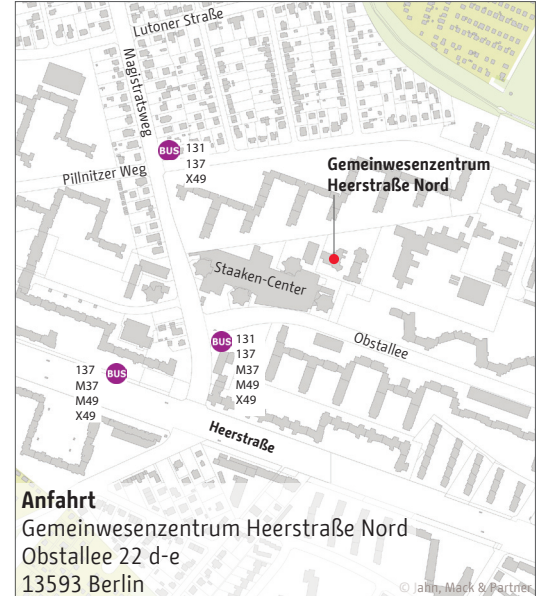 Lutoner Straße
Magistratsweg
BUS 131
137
X49
Pillnitzer Weg
Gemeinwesenzentrum
Heerstraße Nord
Staaken-Center
Obstallee
BUS 131
137
M37
M49
X49
137 BUS
M37
M49
X49
Heerstraße
Anfahrt
Gemeinwesenzentrum Heerstraße Nord
Obstallee 22 d-e
13593 Berlin
© Jahn, Mack & Partner